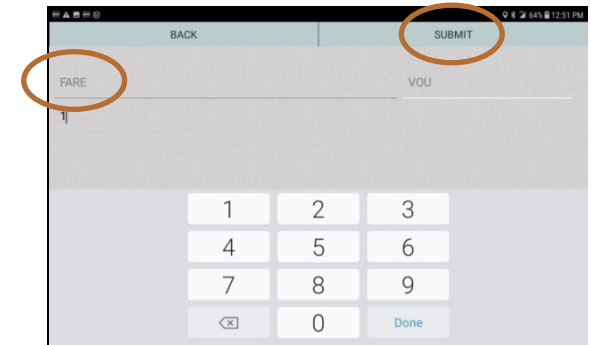 64% 12:51 PM
BACK SUBMIT
FARE VOU
1
1 2 3
4 5 6
7 8 9
0 Done